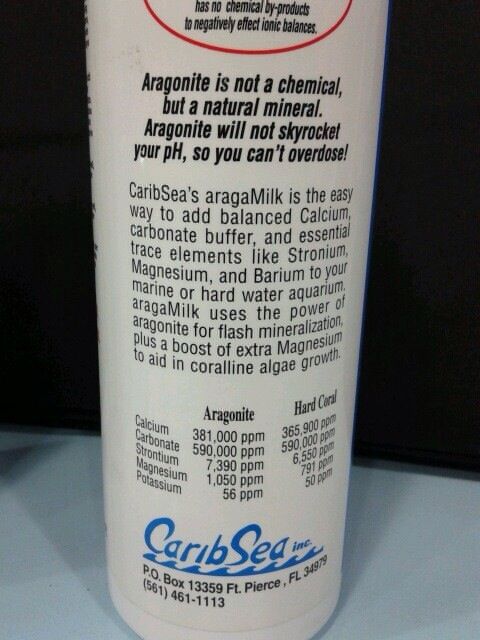 has no chemical by-products
to negatively effect ionic balances.
Aragonite is not a chemical,
but a natural mineral.
Aragonite will not skyrocket
your pH, so you can't overdose!
CaribSea's aragaMilk is the easy
way to add balanced Calcium,
carbonate buffer, and essential
trace elements like Stronium,
Magnesium, and Barium to your
marine or hard water aquarium.
aragaMilk uses the power of
aragonite for flash mineralization,
plus a boost of extra Magnesium
to aid in coralline algae growth.
Aragonite Hard Coral
Calcium 381,000 ppm 365,900 ppm
Carbonate 590,000 ppm 590,000 ppm
Strontium 7,390 ppm 6,550 ppm
Magnesium 1,050 ppm 791 ppm
Potassium 56 ppm 50 ppm
CaribSea inc.
P.O. Box 13359 Ft. Pierce, FL 34979
(561) 461-1113